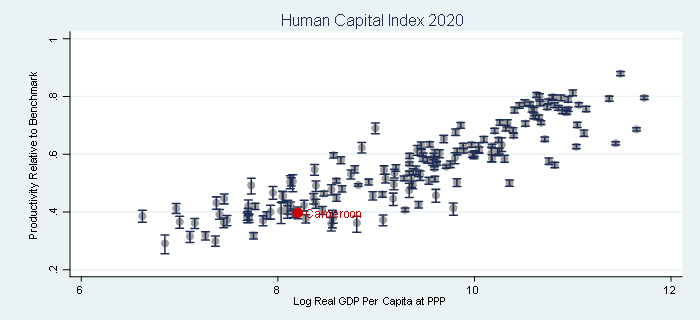 Human Capital Index 2020
Productivity Relative to Benchmark
1
.8
.6
.4
.2
Cameroon
6
8
10
12
Log Real GDP Per Capita at PPP